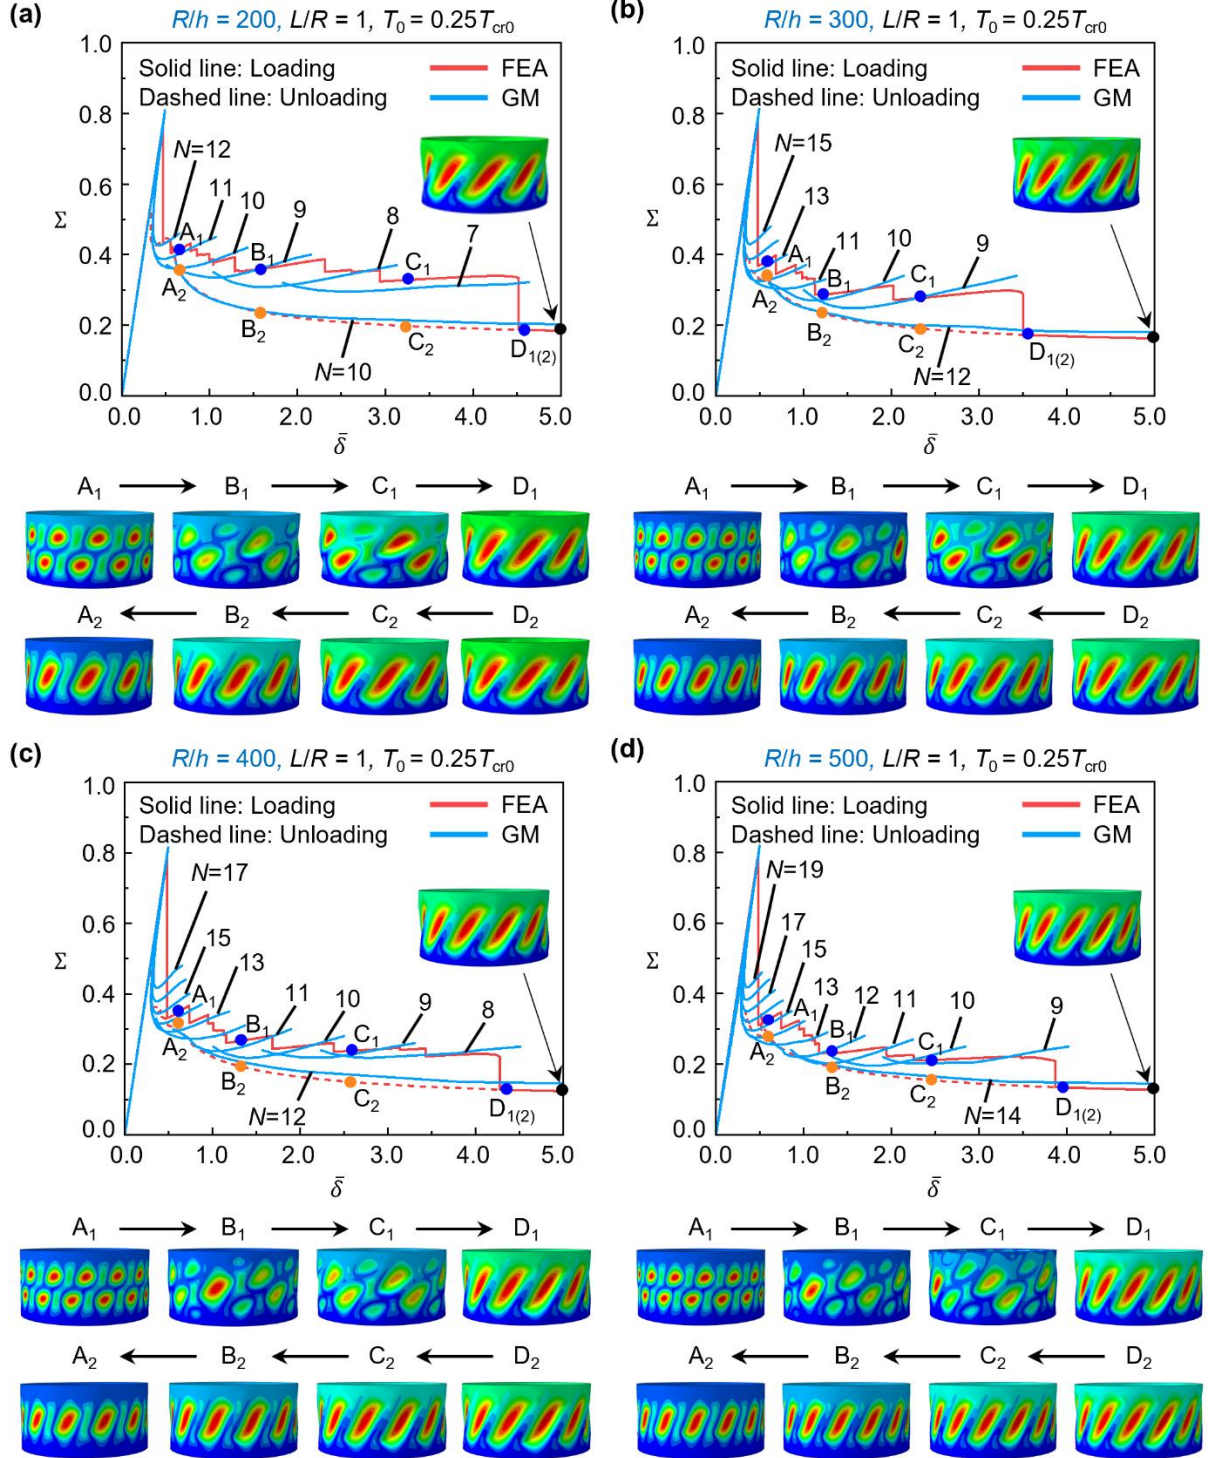 (a)
R/h = 200, L/R = 1, T₀ = 0.25T_cr0
1.0
Solid line: Loading
FEA
Dashed line: Unloading
GM
0.8
N=12
0.6
11
10
9
8
7
Σ
A₁
0.4
B₁
C₁
A₂
0.2
B₂
C₂
D₁₍₂₎
N=10
0.0
0.0 1.0 2.0 3.0 4.0 5.0
δ̄
A₁ B₁ C₁ D₁
A₂ B₂ C₂ D₂
(b)
R/h = 300, L/R = 1, T₀ = 0.25T_cr0
1.0
Solid line: Loading
FEA
Dashed line: Unloading
GM
0.8
N=15
0.6
13
11
10
9
Σ
A₁
0.4
B₁
C₁
A₂
0.2
B₂
C₂
D₁₍₂₎
N=12
0.0
0.0 1.0 2.0 3.0 4.0 5.0
δ̄
A₁ B₁ C₁ D₁
A₂ B₂ C₂ D₂
(c)
R/h = 400, L/R = 1, T₀ = 0.25T_cr0
1.0
Solid line: Loading
FEA
Dashed line: Unloading
GM
0.8
N=17
0.6
15
13
11
10
9
8
Σ
0.4
A₁
B₁
C₁
A₂
0.2
B₂
C₂
D₁₍₂₎
N=12
0.0
0.0 1.0 2.0 3.0 4.0 5.0
δ̄
A₁ B₁ C₁ D₁
A₂ B₂ C₂ D₂
(d)
R/h = 500, L/R = 1, T₀ = 0.25T_cr0
1.0
Solid line: Loading
FEA
Dashed line: Unloading
GM
0.8
N=19
0.6
17
15
13
12
11
10
9
Σ
0.4
A₁
B₁
C₁
A₂
0.2
B₂
C₂
D₁₍₂₎
N=14
0.0
0.0 1.0 2.0 3.0 4.0 5.0
δ̄
A₁ B₁ C₁ D₁
A₂ B₂ C₂ D₂